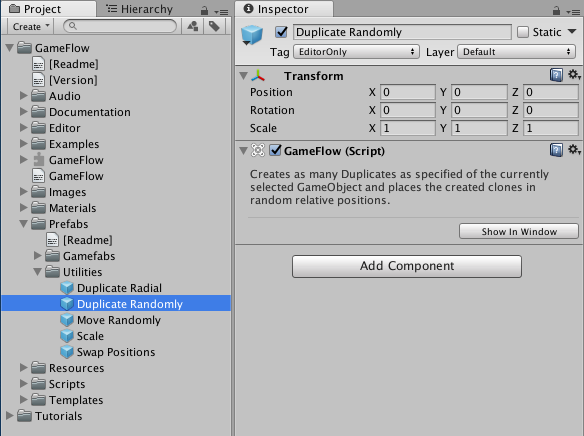 Project
Hierarchy
Create
GameFlow
[Readme]
[Version]
Audio
Documentation
Editor
Examples
GameFlow
GameFlow
Images
Materials
Prefabs
[Readme]
Gamefabs
Utilities
Duplicate Radial
Duplicate Randomly
Move Randomly
Scale
Swap Positions
Resources
Scripts
Templates
Tutorials
Inspector
Duplicate Randomly Static
Tag EditorOnly Layer Default
Transform
Position X 0 Y 0 Z 0
Rotation X 0 Y 0 Z 0
Scale X 1 Y 1 Z 1
GameFlow (Script)
Creates as many Duplicates as specified of the currently
selected GameObject and places the created clones in
random relative positions.
Show In Window
Add Component